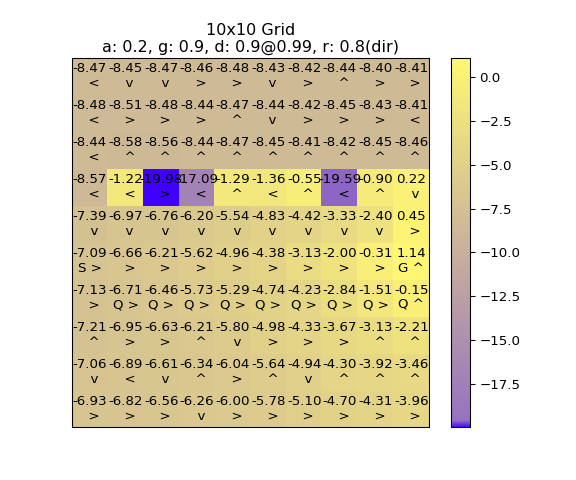 10x10 Grid
a: 0.2, g: 0.9, d: 0.9@0.99, r: 0.8(dir)
-8.47 -8.45 -8.47 -8.46 -8.48 -8.43 -8.42 -8.44 -8.40 -8.41
< v v > > v > ^ > >
-8.48 -8.51 -8.48 -8.44 -8.47 -8.44 -8.42 -8.45 -8.43 -8.41
< > > > ^ v > > > <
-8.44 -8.58 -8.56 -8.44 -8.47 -8.45 -8.41 -8.42 -8.45 -8.46
< ^ ^ ^ ^ ^ ^ ^ ^ ^
-8.57 -1.22 -19.98 -17.09 -1.29 -1.36 -0.55 -19.59 -0.90 0.22
< < > < ^ < ^ < ^ v
-7.39 -6.97 -6.76 -6.20 -5.54 -4.83 -4.42 -3.33 -2.40 0.45
v v v v v v v v v >
-7.09 -6.66 -6.21 -5.62 -4.96 -4.38 -3.13 -2.00 -0.31 1.14
S > > > > > > > > > G ^
-7.13 -6.71 -6.46 -5.73 -5.29 -4.74 -4.23 -2.84 -1.51 -0.15
> Q > Q > Q > Q > Q > Q > Q > Q > Q ^
-7.21 -6.95 -6.63 -6.21 -5.80 -4.98 -4.33 -3.67 -3.13 -2.21
^ > > ^ v > > > ^ ^
-7.06 -6.89 -6.61 -6.34 -6.04 -5.64 -4.94 -4.30 -3.92 -3.46
v < v ^ > ^ v ^ ^ ^
-6.93 -6.82 -6.56 -6.26 -6.00 -5.78 -5.10 -4.70 -4.31 -3.96
> > > v > > > > > >
0.0
−2.5
−5.0
−7.5
−10.0
−12.5
−15.0
−17.5